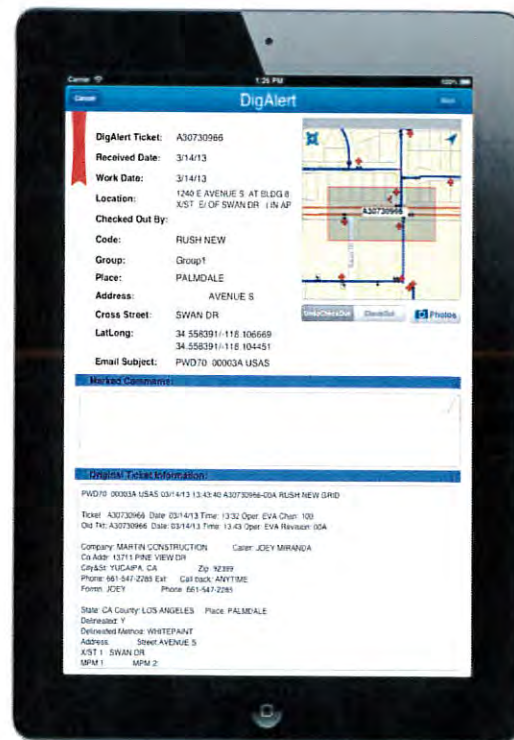 Carrier 1:25 PM 100%
Cancel DigAlert
DigAlert Ticket: A30730966
Received Date: 3/14/13
Work Date: 3/14/13
Location: 1240 E AVENUE S AT BLDG 8
X/ST E/ OF SWAN DR ( IN AP
Checked Out By:
Code: RUSH NEW
Group: Group1
Place: PALMDALE
Address: AVENUE S
Cross Street: SWAN DR
LatLong: 34.558391/-118.106669
34.558391/-118.104451
Email Subject: PWD70 00003A USAS
A30730966
UndoCheckOut CloseOut Photos
Marked Comments:
Original Ticket Information:
PWD70 00003A USAS 03/14/13 13:43:40 A30730966-00A RUSH NEW GRID
Ticket : A30730966 Date: 03/14/13 Time: 13:32 Oper: EVA Chan: 100
Old Tkt: A30730966 Date: 03/14/13 Time: 13:43 Oper: EVA Revision: 00A
Company: MARTIN CONSTRUCTION Caller: JOEY MIRANDA
Co Addr: 13711 PINE VIEW DR
City&St: YUCAIPA, CA Zip: 92399
Phone: 661-547-2285 Ext: Call back: ANYTIME
Formn: JOEY Phone: 661-547-2285
State: CA County: LOS ANGELES Place: PALMDALE
Delineated: Y
Delineated Method: WHITEPAINT
Address: Street:AVENUE S
X/ST 1 : SWAN DR
MPM 1: MPM 2: